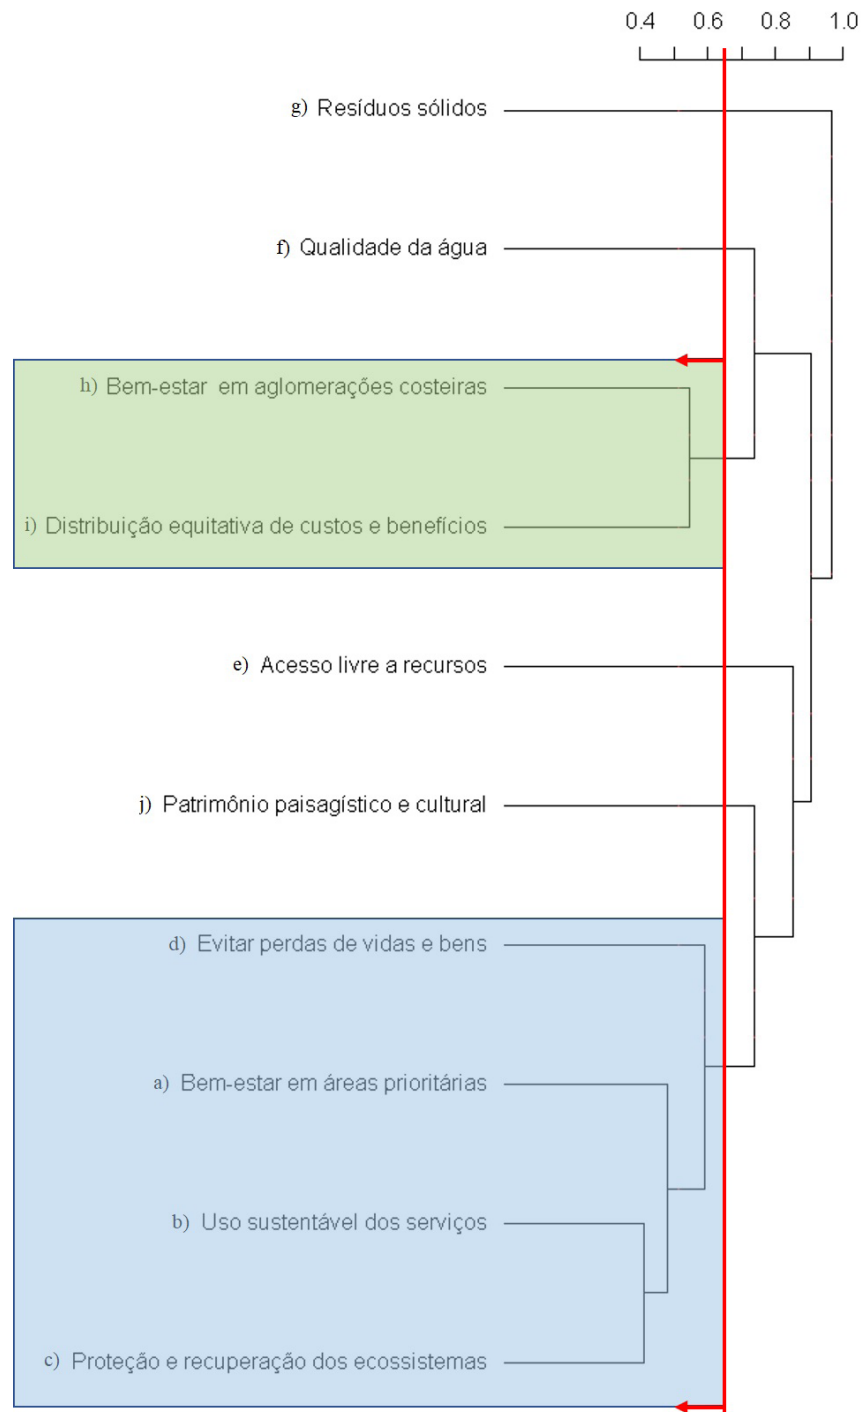 0.4 0.6 0.8 1.0
g) Resíduos sólidos
f) Qualidade da água
h) Bem-estar em aglomerações costeiras
i) Distribuição equitativa de custos e benefícios
e) Acesso livre a recursos
j) Patrimônio paisagístico e cultural
d) Evitar perdas de vidas e bens
a) Bem-estar em áreas prioritárias
b) Uso sustentável dos serviços
c) Proteção e recuperação dos ecossistemas